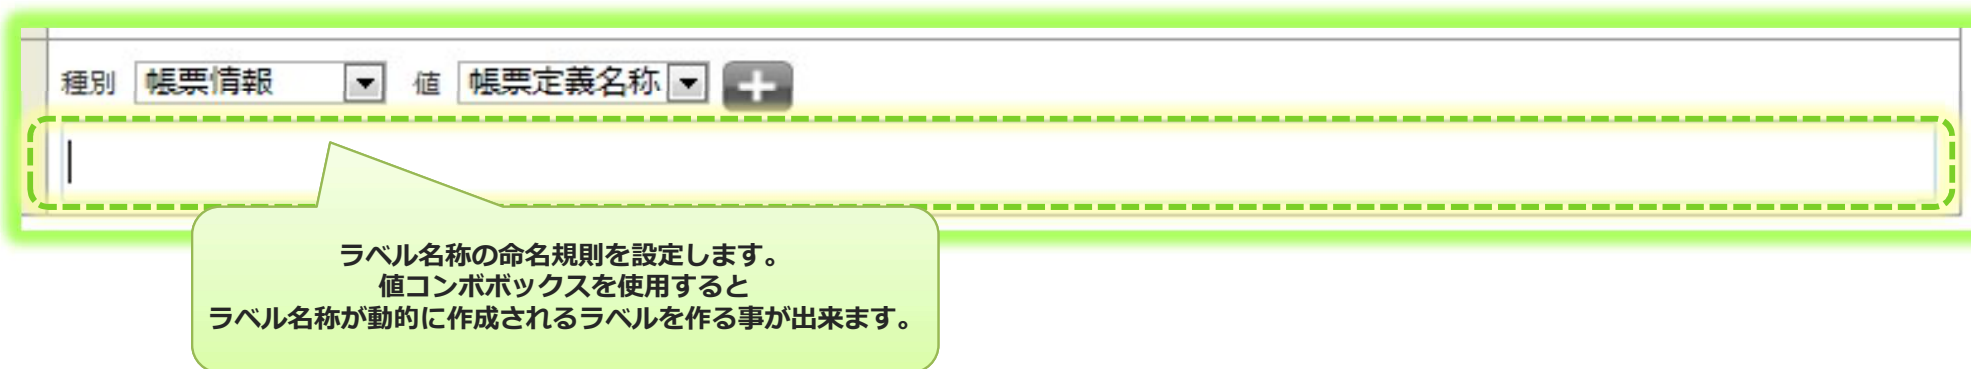 種別 帳票情報 値 帳票定義名称
ラベル名称の命名規則を設定します。
値コンボボックスを使用すると
ラベル名称が動的に作成されるラベルを作る事が出来ます。